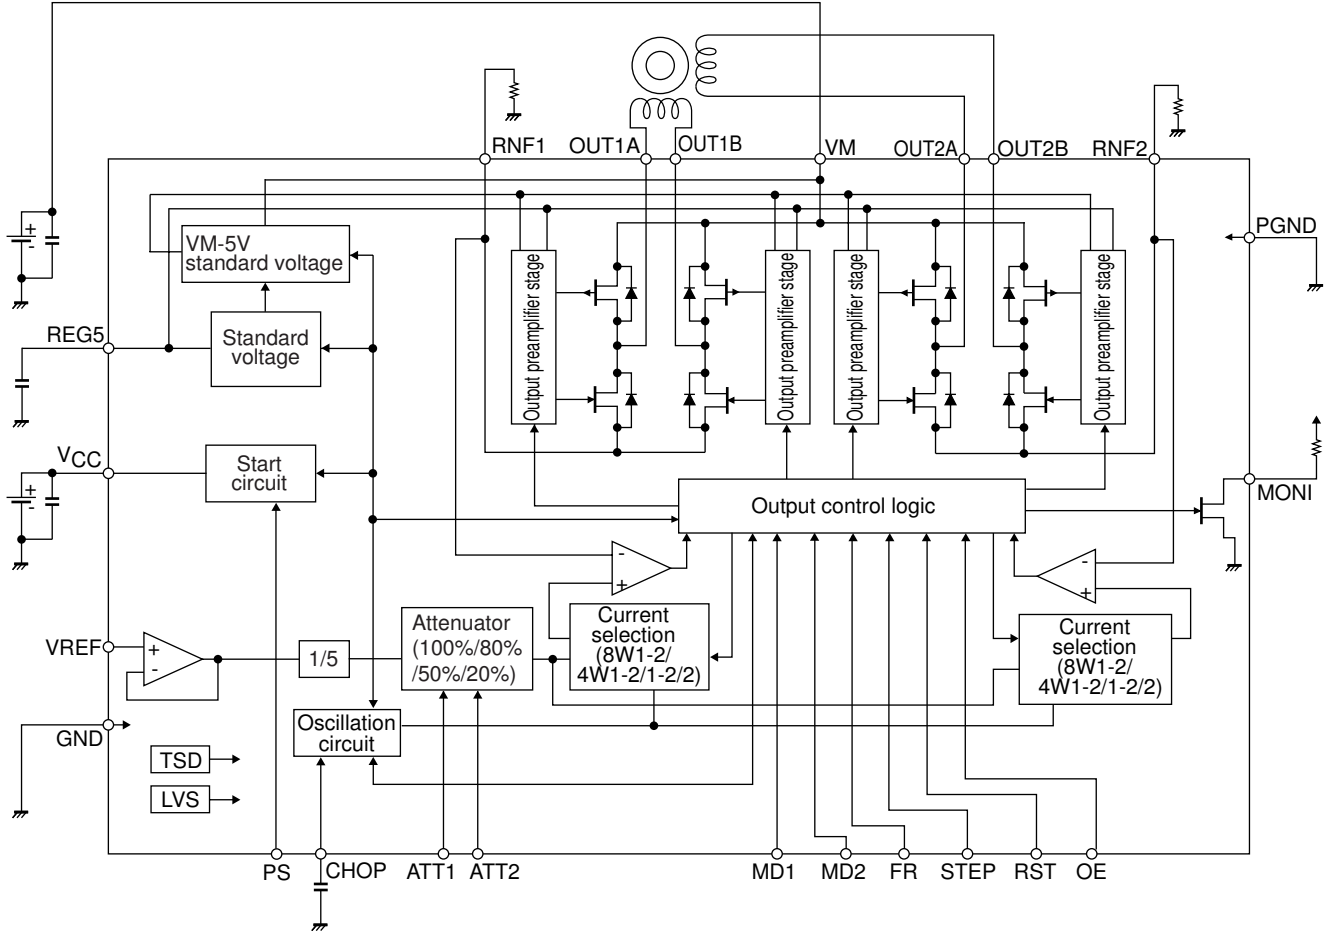 RNF1
OUT1A
OUT1B
VM
OUT2A
OUT2B
RNF2
+
-
VM-5V
standard voltage
PGND
REG5
Standard
voltage
Output preamplifier stage
Output preamplifier stage
Output preamplifier stage
Output preamplifier stage
VCC
+
-
Start
circuit
MONI
Output control logic
-
+
-
+
VREF
+
-
1/5
Attenuator
(100%/80%
/50%/20%)
Current
selection
(8W1-2/
4W1-2/1-2/2)
Current
selection
(8W1-2/
4W1-2/1-2/2)
GND
Oscillation
circuit
TSD
LVS
PS
CHOP
ATT1
ATT2
MD1
MD2
FR
STEP
RST
OE